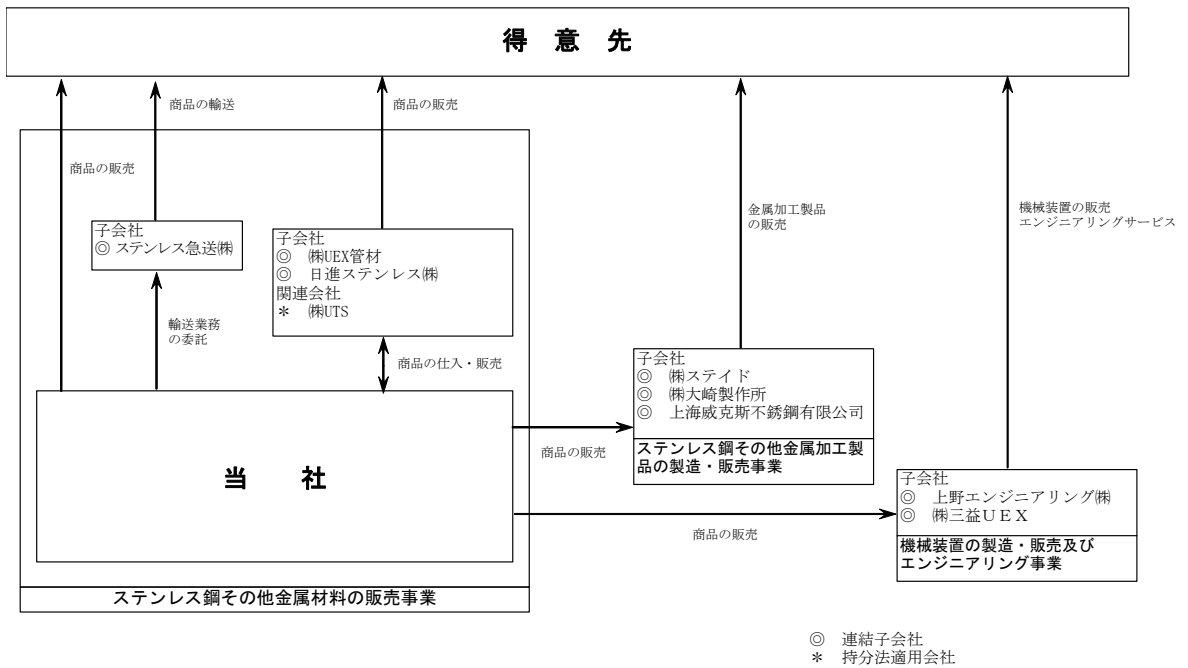 得 意 先
商品の輸送
商品の販売
商品の販売
金属加工製品
の販売
機械装置の販売
エンジニアリングサービス
子会社
◎ ステンレス急送㈱
子会社
◎ ㈱UEX管材
◎ 日進ステンレス㈱
関連会社
* ㈱UTS
輸送業務
の委託
商品の仕入・販売
子会社
◎ ㈱ステイド
◎ ㈱大崎製作所
◎ 上海威克斯不銹鋼有限公司
ステンレス鋼その他金属加工製
品の製造・販売事業
当 社
商品の販売
子会社
◎ 上野エンジニアリング㈱
◎ ㈱三益ＵＥＸ
機械装置の製造・販売及び
エンジニアリング事業
商品の販売
ステンレス鋼その他金属材料の販売事業
◎ 連結子会社
* 持分法適用会社